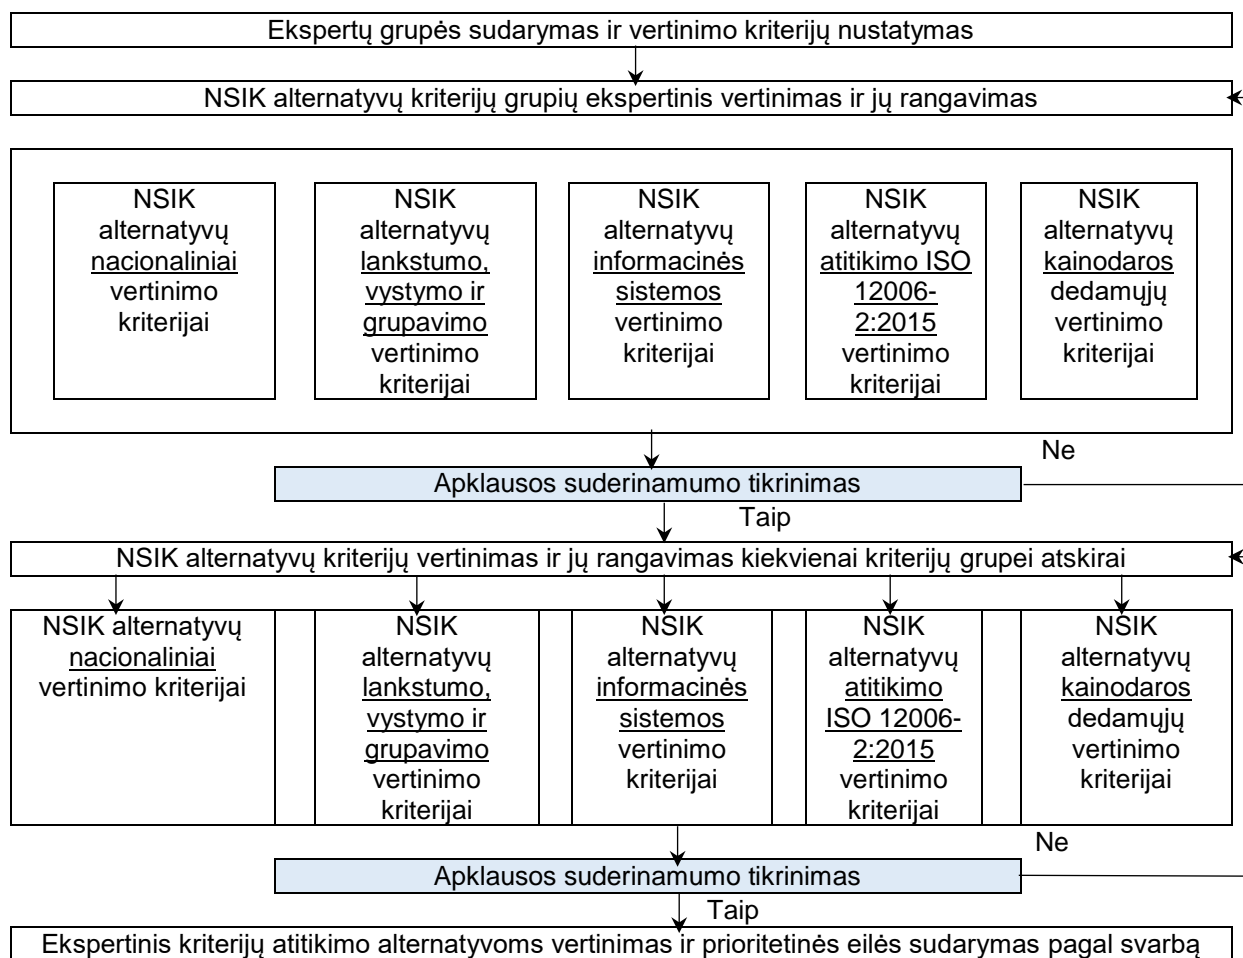 Ekspertų grupės sudarymas ir vertinimo kriterijų nustatymas
NSIK alternatyvų kriterijų grupių ekspertinis vertinimas ir jų rangavimas
NSIK
alternatyvų
nacionaliniai
vertinimo
kriterijai
NSIK
alternatyvų
lankstumo,
vystymo ir
grupavimo
vertinimo
kriterijai
NSIK
alternatyvų
informacinės
sistemos
vertinimo
kriterijai
NSIK
alternatyvų
atitikimo ISO
12006-
2:2015
vertinimo
kriterijai
NSIK
alternatyvų
kainodaros
dedamųjų
vertinimo
kriterijai
Ne
Apklausos suderinamumo tikrinimas
Taip
NSIK alternatyvų kriterijų vertinimas ir jų rangavimas kiekvienai kriterijų grupei atskirai
NSIK alternatyvų
nacionaliniai
vertinimo kriterijai
NSIK
alternatyvų
lankstumo,
vystymo ir
grupavimo
vertinimo
kriterijai
NSIK
alternatyvų
informacinės
sistemos
vertinimo
kriterijai
NSIK
alternatyvų
atitikimo
ISO 12006-
2:2015
vertinimo
kriterijai
NSIK
alternatyvų
kainodaros
dedamųjų
vertinimo
kriterijai
Ne
Apklausos suderinamumo tikrinimas
Taip
Ekspertinis kriterijų atitikimo alternatyvoms vertinimas ir prioritetinės eilės sudarymas pagal svarbą